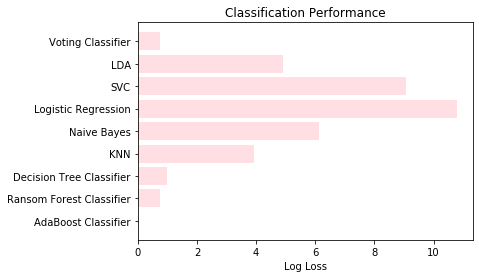 Classification Performance
Voting Classifier
LDA
SVC
Logistic Regression
Naive Bayes
KNN
Decision Tree Classifier
Ransom Forest Classifier
AdaBoost Classifier
0 2 4 6 8 10
Log Loss